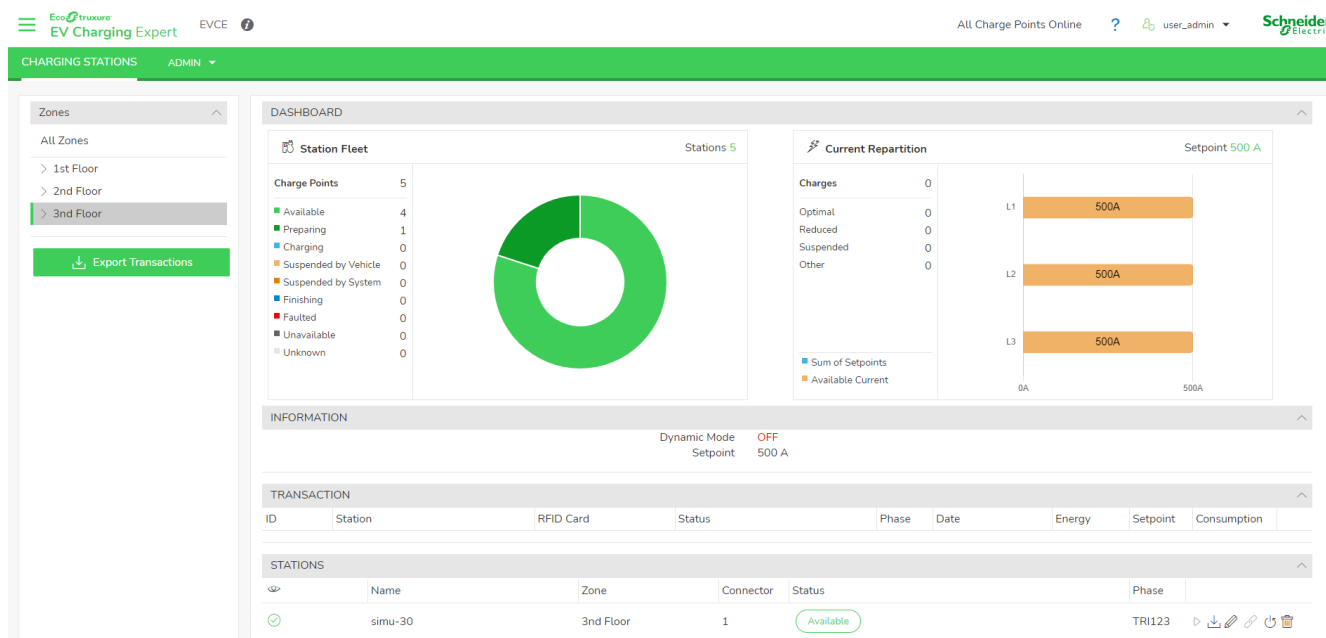 EcoStruxure
EV Charging Expert
EVCE
All Charge Points Online
?
user_admin
Schneide
Electri
CHARGING STATIONS
ADMIN
Zones
All Zones
1st Floor
2nd Floor
3nd Floor
Export Transactions
DASHBOARD
Station Fleet
Stations 5
Charge Points 5
Available 4
Preparing 1
Charging 0
Suspended by Vehicle 0
Suspended by System 0
Finishing 0
Faulted 0
Unavailable 0
Unknown 0
Current Repartition
Setpoint 500 A
Charges 0
Optimal 0
Reduced 0
Suspended 0
Other 0
Sum of Setpoints
Available Current
L1 500A
L2 500A
L3 500A
0A 500A
INFORMATION
Dynamic Mode OFF
Setpoint 500 A
TRANSACTION
ID Station RFID Card Status Phase Date Energy Setpoint Consumption
STATIONS
Name Zone Connector Status Phase
simu-30 3nd Floor 1 Available TRI123